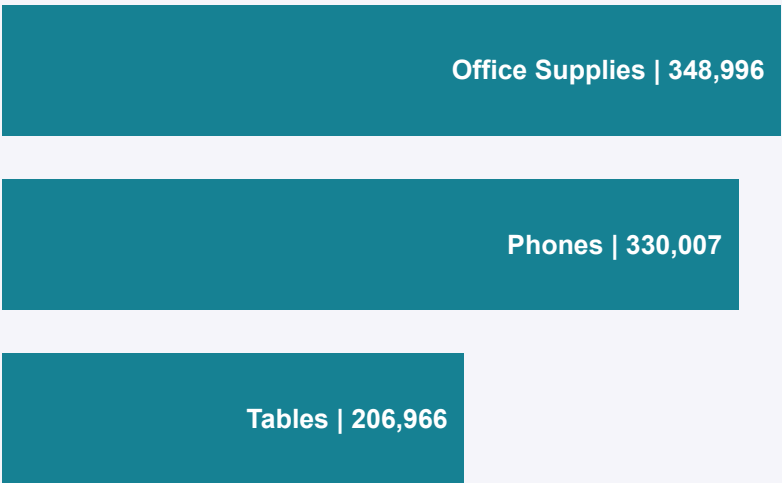 Office Supplies | 348,996
Phones | 330,007
Tables | 206,966